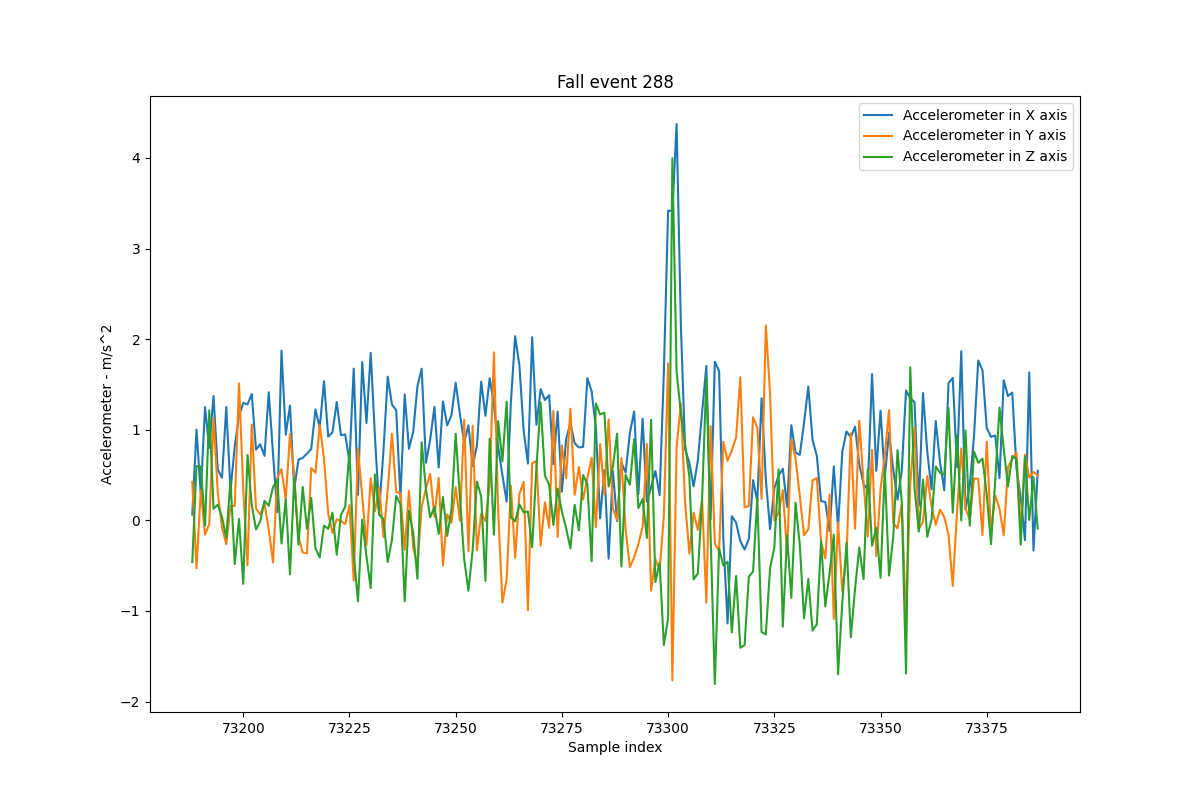 Fall event 288
Accelerometer in X axis
Accelerometer in Y axis
Accelerometer in Z axis
Accelerometer - m/s^2
4
3
2
1
0
−1
−2
73200 73225 73250 73275 73300 73325 73350 73375
Sample index